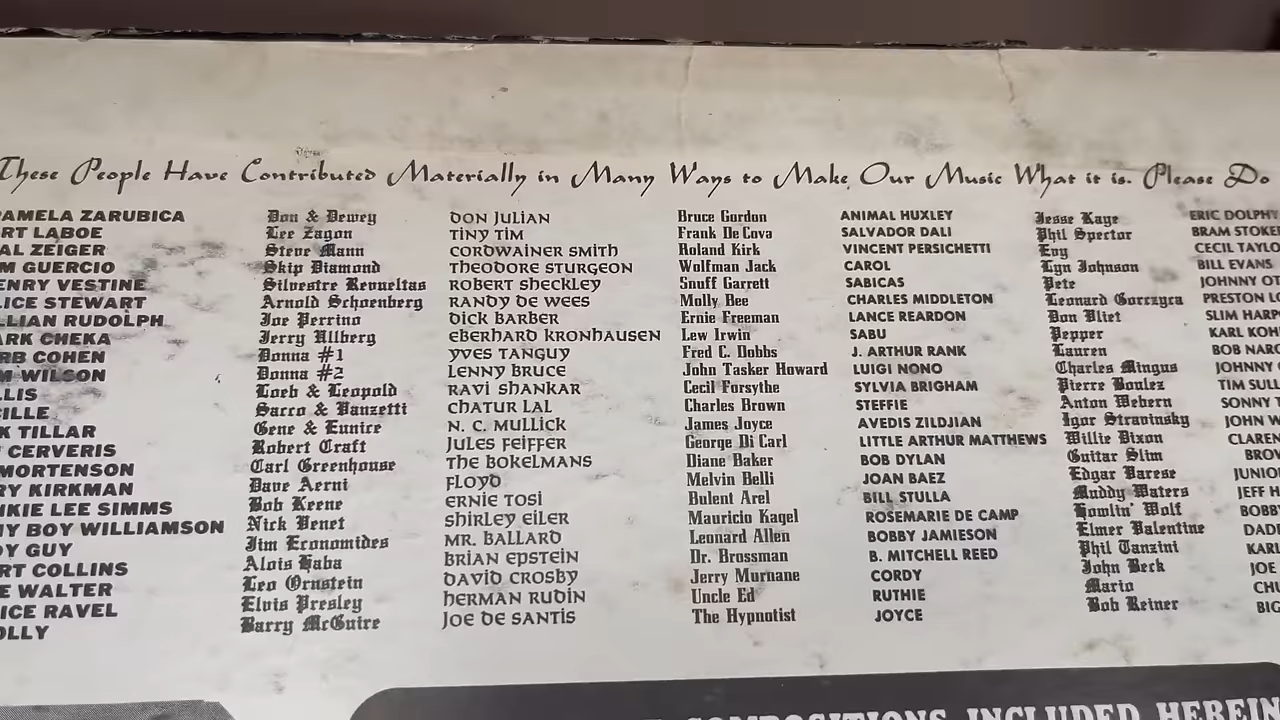 These People Have Contributed Materially in Many Ways to Make Our Music What it is. Please Do
PAMELA ZARUBICA
RT LABOE
AL ZEIGER
M GUERCIO
ENRY VESTINE
LICE STEWART
LLIAN RUDOLPH
ARK CHEKA
RB COHEN
M WILSON
LLIS
CILLE
K TILLAR
CERVERIS
MORTENSON
RY KIRKMAN
NKIE LEE SIMMS
NY BOY WILLIAMSON
DY GUY
RT COLLINS
E WALTER
ICE RAVEL
OLLY
Don & Dewey
Lee Zagon
Steve Mann
Skip Diamond
Silvestre Revueltas
Arnold Schoenberg
Joe Perrino
Jerry Allberg
Donna #1
Donna #2
Loeb & Leopold
Sacco & Vanzetti
Gene & Eunice
Robert Craft
Carl Greenhouse
Dave Aerni
Bob Keene
Nick Venet
Jim Economides
Alois Haba
Leo Ornstein
Elvis Presley
Barry McGuire
DON JULIAN
TINY TIM
CORDWAINER SMITH
THEODORE STURGEON
ROBERT SHECKLEY
RANDY DE WEES
DICK BARBER
EBERHARD KRONHAUSEN
YVES TANGUY
LENNY BRUCE
RAVI SHANKAR
CHATUR LAL
N. C. MULLICK
JULES FEIFFER
THE BOKELMANS
FLOYD
ERNIE TOSI
SHIRLEY EILER
MR. BALLARD
BRIAN EPSTEIN
DAVID CROSBY
HERMAN RUDIN
JOE DE SANTIS
Bruce Gordon
Frank De Cova
Roland Kirk
Wolfman Jack
Snuff Garrett
Molly Bee
Ernie Freeman
Lew Irwin
Fred C. Dobbs
John Tasker Howard
Cecil Forsythe
Charles Brown
James Joyce
George Di Carl
Diane Baker
Melvin Belli
Bulent Arel
Mauricio Kagel
Leonard Allen
Dr. Brossman
Jerry Murnane
Uncle Ed
The Hypnotist
ANIMAL HUXLEY
SALVADOR DALI
VINCENT PERSICHETTI
CAROL
SABICAS
CHARLES MIDDLETON
LANCE REARDON
SABU
J. ARTHUR RANK
LUIGI NONO
SYLVIA BRIGHAM
STEFFIE
AVEDIS ZILDJIAN
LITTLE ARTHUR MATTHEWS
BOB DYLAN
JOAN BAEZ
BILL STULLA
ROSEMARIE DE CAMP
BOBBY JAMIESON
B. MITCHELL REED
CORDY
RUTHIE
JOYCE
Jesse Kaye
Phil Spector
Evy
Lyn Johnson
Pete
Leonard Gorczyca
Don Vliet
Pepper
Lauren
Charles Mingus
Pierre Boulez
Anton Webern
Igor Stravinsky
Willie Dixon
Guitar Slim
Edgar Varese
Muddy Waters
Howlin' Wolf
Elmer Valentine
Phil Tanzini
John Beck
Mario
Bob Reiner
ERIC DOLPHY
BRAM STOKE
CECIL TAYLO
BILL EVANS
JOHNNY OT
PRESTON LO
SLIM HARP
KARL KOH
BOB NARC
JOHNNY
TIM SULL
SONNY T
JOHN W
CLAREN
BROW
JUNIO
JEFF H
BOBB
DADD
KARL
JOE
CHU
BIG
COMPOSITIONS INCLUDED HEREIN